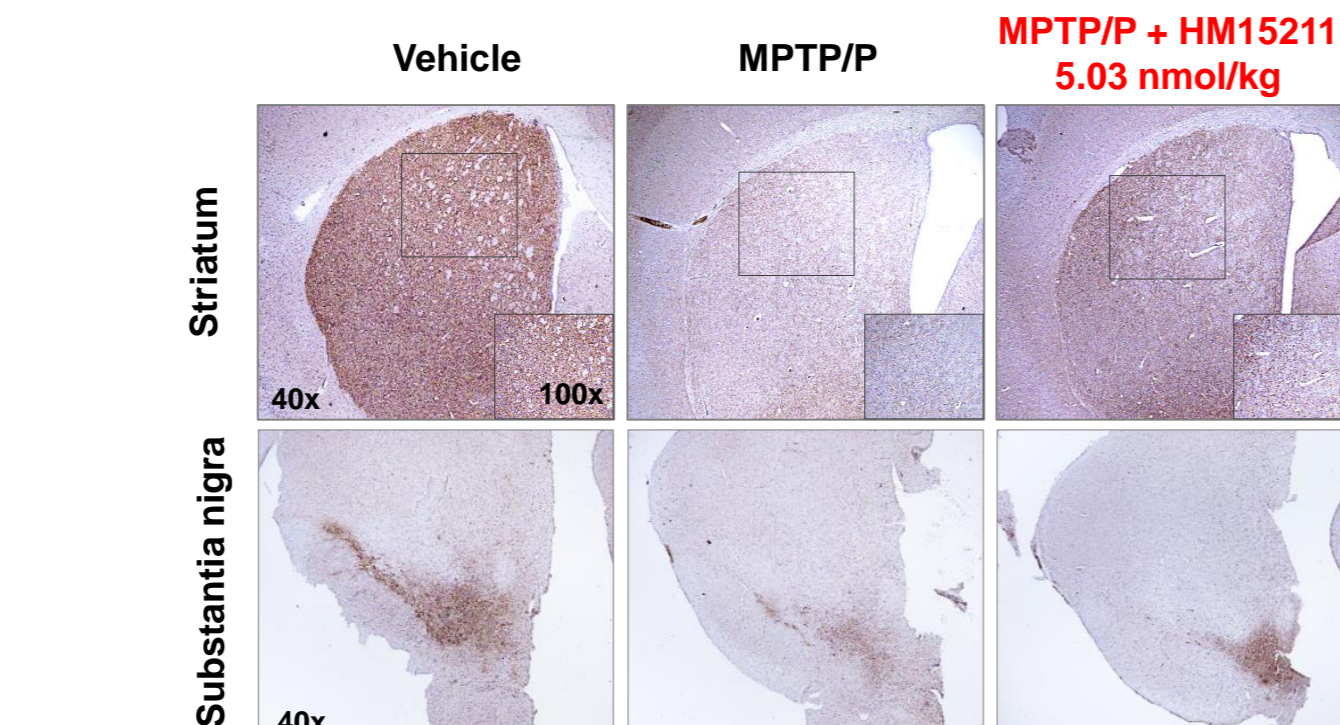 Vehicle
MPTP/P
MPTP/P + HM15211
5.03 nmol/kg
Striatum
40x
100x
Substantia nigra
40x